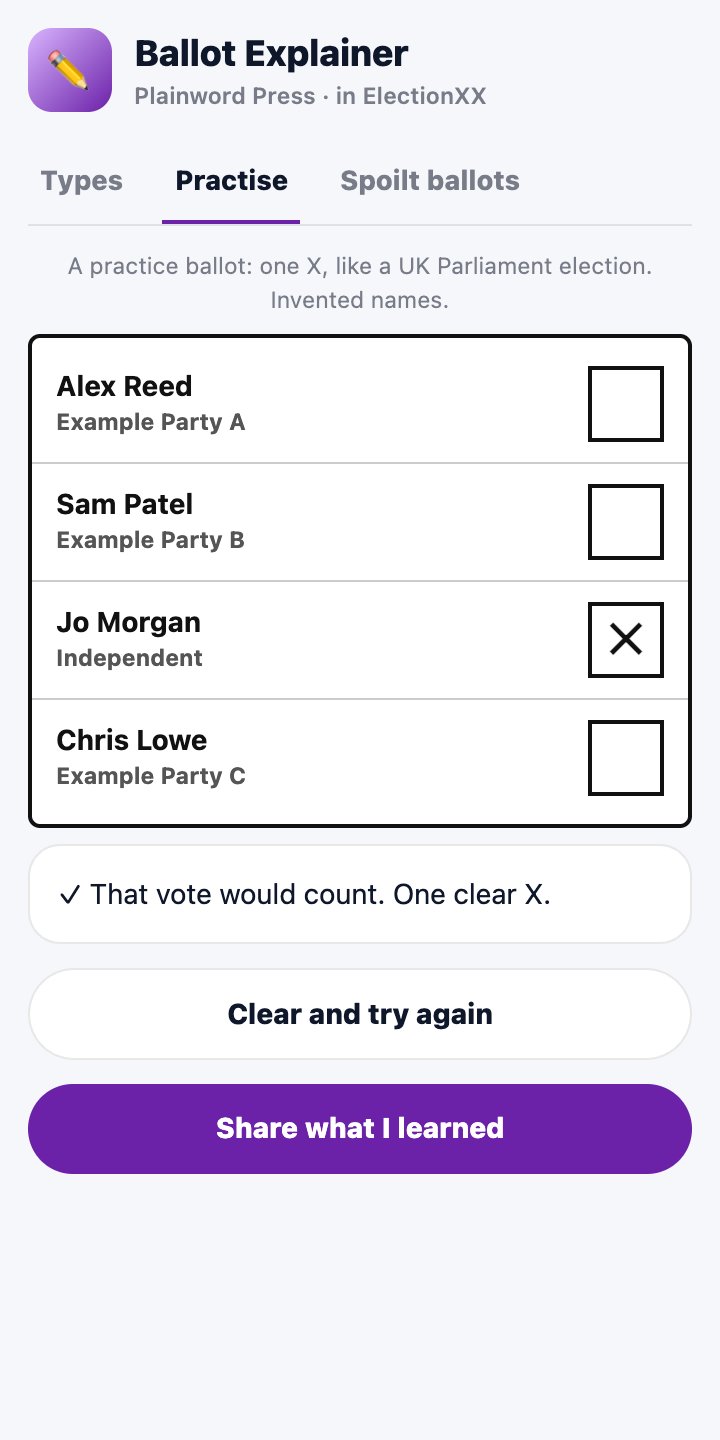 Ballot Explainer
Plainword Press · in ElectionXX
Types
Practise
Spoilt ballots
A practice ballot: one X, like a UK Parliament election.
Invented names.
Alex Reed
Example Party A
Sam Patel
Example Party B
Jo Morgan
Independent
Chris Lowe
Example Party C
✓ That vote would count. One clear X.
Clear and try again
Share what I learned